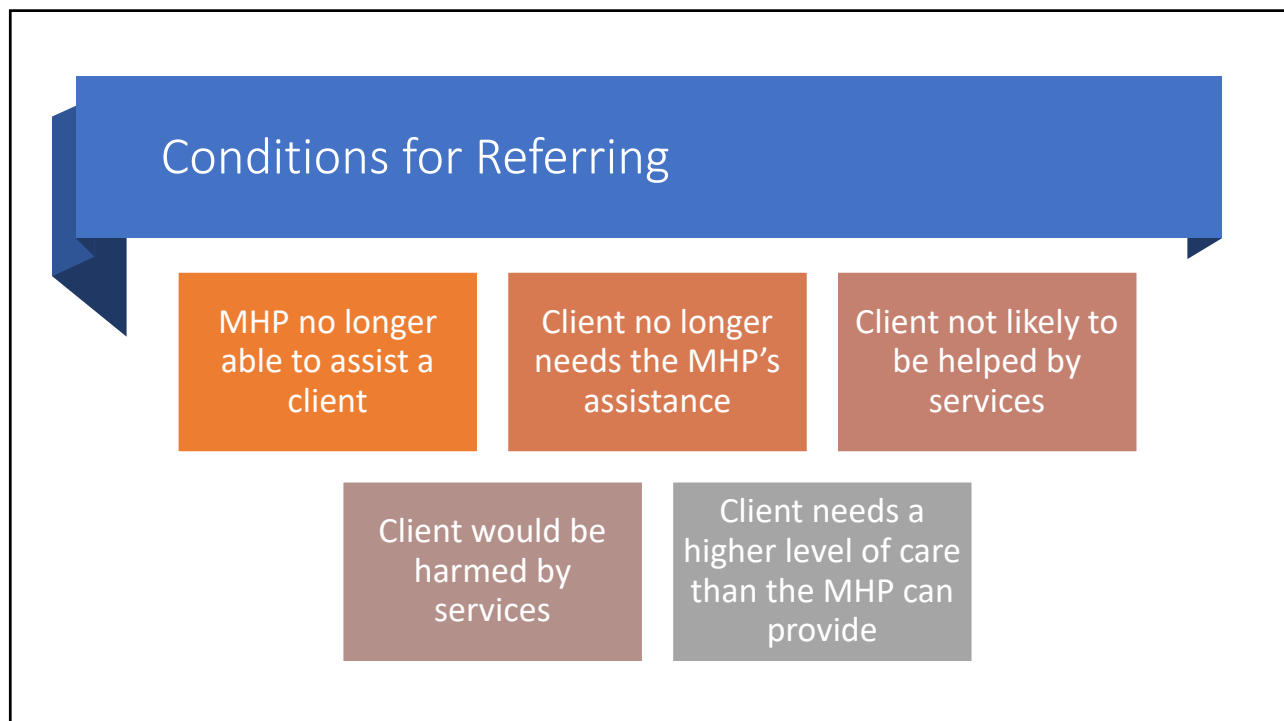 Conditions for Referring
MHP no longer
able to assist a
client
Client no longer
needs the MHP’s
assistance
Client not likely to
be helped by
services
Client would be
harmed by
services
Client needs a
higher level of care
than the MHP can
provide